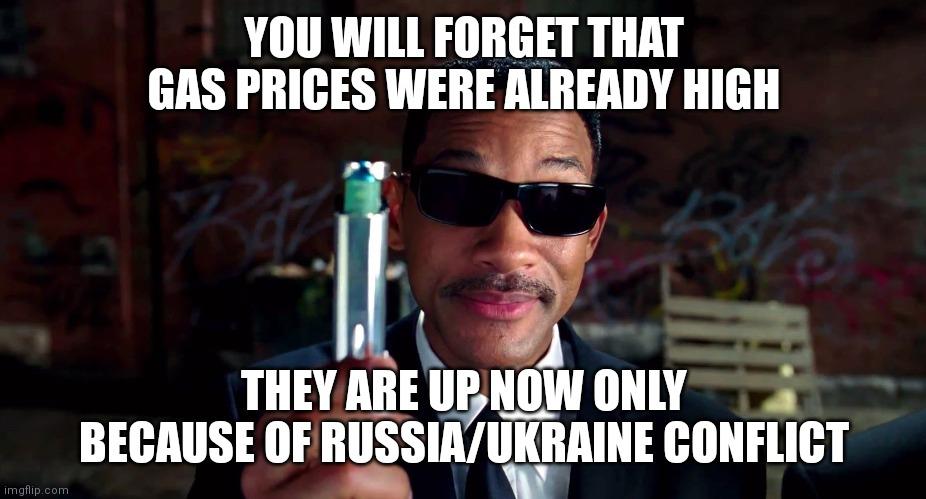 YOU WILL FORGET THAT
GAS PRICES WERE ALREADY HIGH
THEY ARE UP NOW ONLY
BECAUSE OF RUSSIA/UKRAINE CONFLICT
imgflip.com